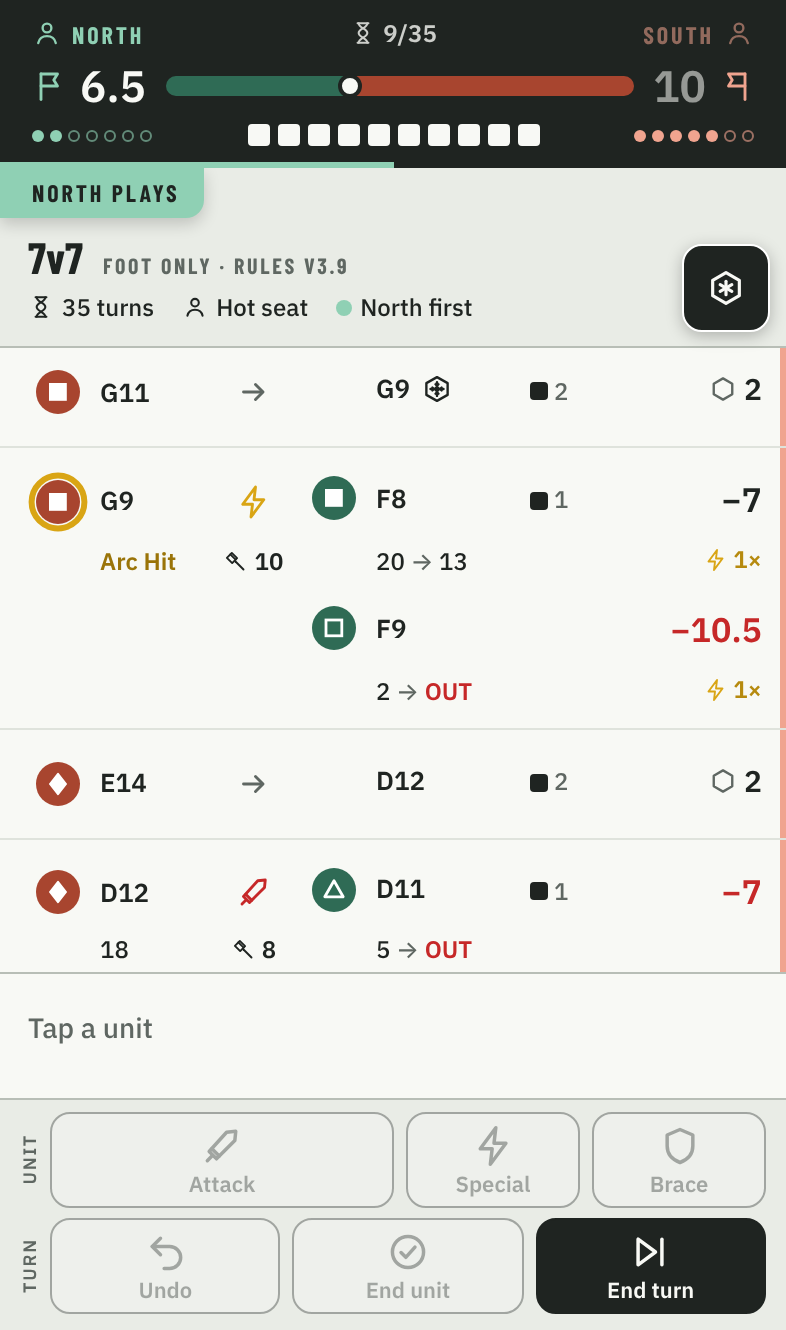 NORTH 9/35 SOUTH
6.5 10
NORTH PLAYS
7v7 FOOT ONLY · RULES V3.9
35 turns Hot seat North first
G11 → G9 2 2
G9 F8 1 −7
Arc Hit 10 20 → 13 1×
F9 −10.5
2 → OUT 1×
E14 → D12 2 2
D12 D11 1 −7
18 8 5 → OUT
Tap a unit
UNIT
Attack Special Brace
TURN
Undo End unit End turn